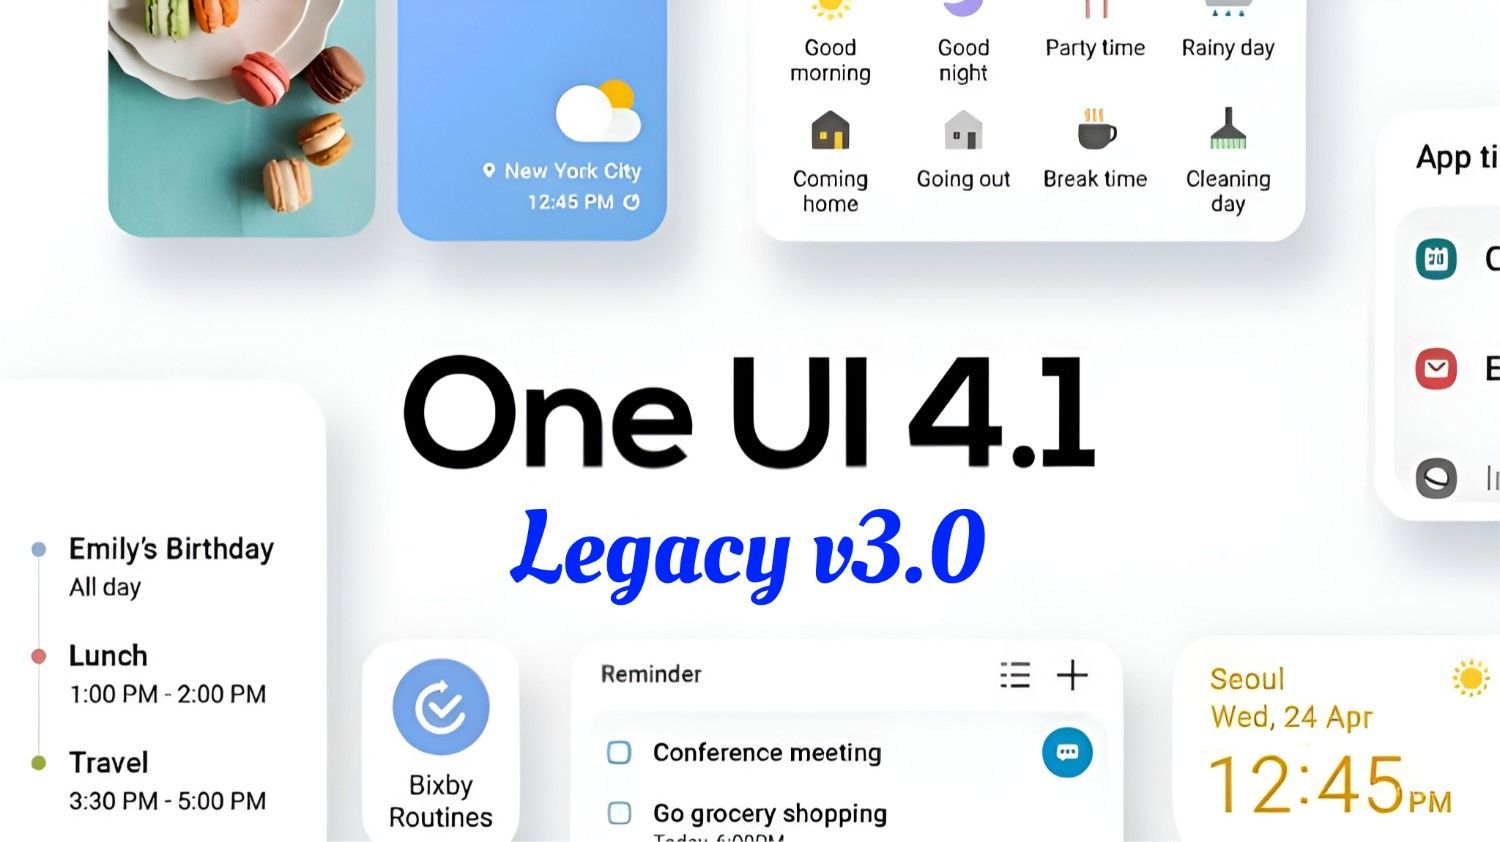 Good
morning
Good
night
Party time
Rainy day
New York City
12:45 PM
Coming
home
Going out
Break time
Cleaning
day
App ti
One UI 4.1
Legacy v3.0
Emily's Birthday
All day
Lunch
1:00 PM - 2:00 PM
Travel
3:30 PM - 5:00 PM
Bixby
Routines
Reminder
Conference meeting
Go grocery shopping
Today, 6:00PM
Seoul
Wed, 24 Apr
12:45 PM